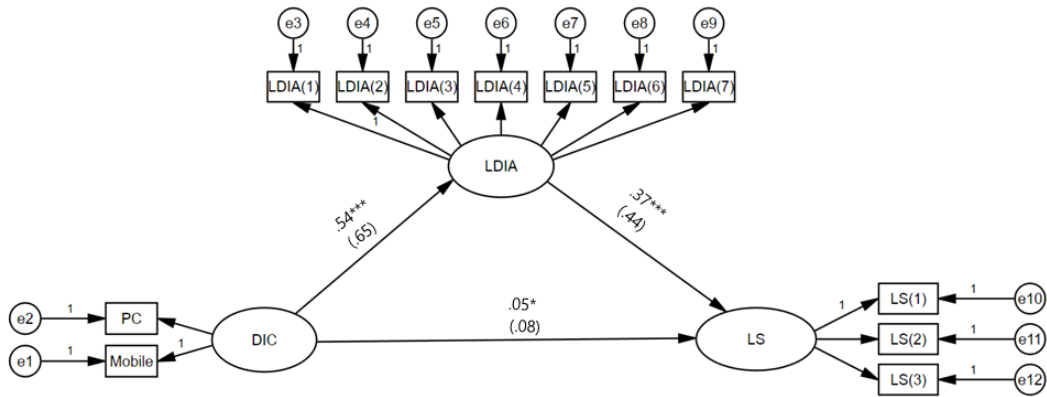 e3 e4 e5 e6 e7 e8 e9
1 1 1 1 1 1 1
LDIA(1) LDIA(2) LDIA(3) LDIA(4) LDIA(5) LDIA(6) LDIA(7)
1
LDIA
.54***
(.65)
.37***
(.44)
e2 1 PC
e1 1 Mobile 1
DIC
.05*
(.08)
LS
1 LS(1) 1 e10
LS(2) 1 e11
LS(3) 1 e12